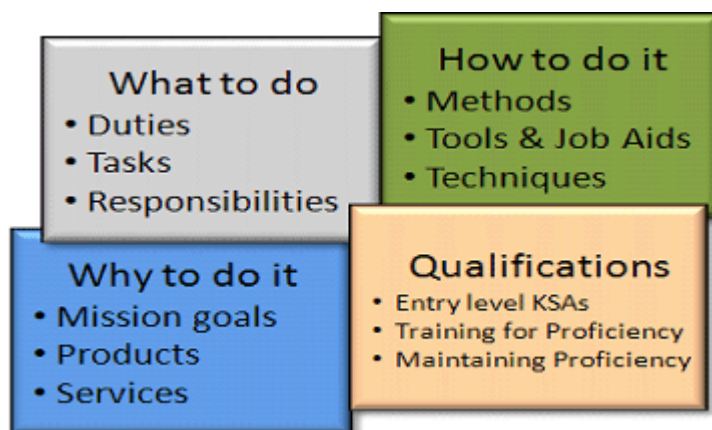 What to do
• Duties
• Tasks
• Responsibilities
How to do it
• Methods
• Tools & Job Aids
• Techniques
Why to do it
• Mission goals
• Products
• Services
Qualifications
• Entry level KSAs
• Training for Proficiency
• Maintaining Proficiency